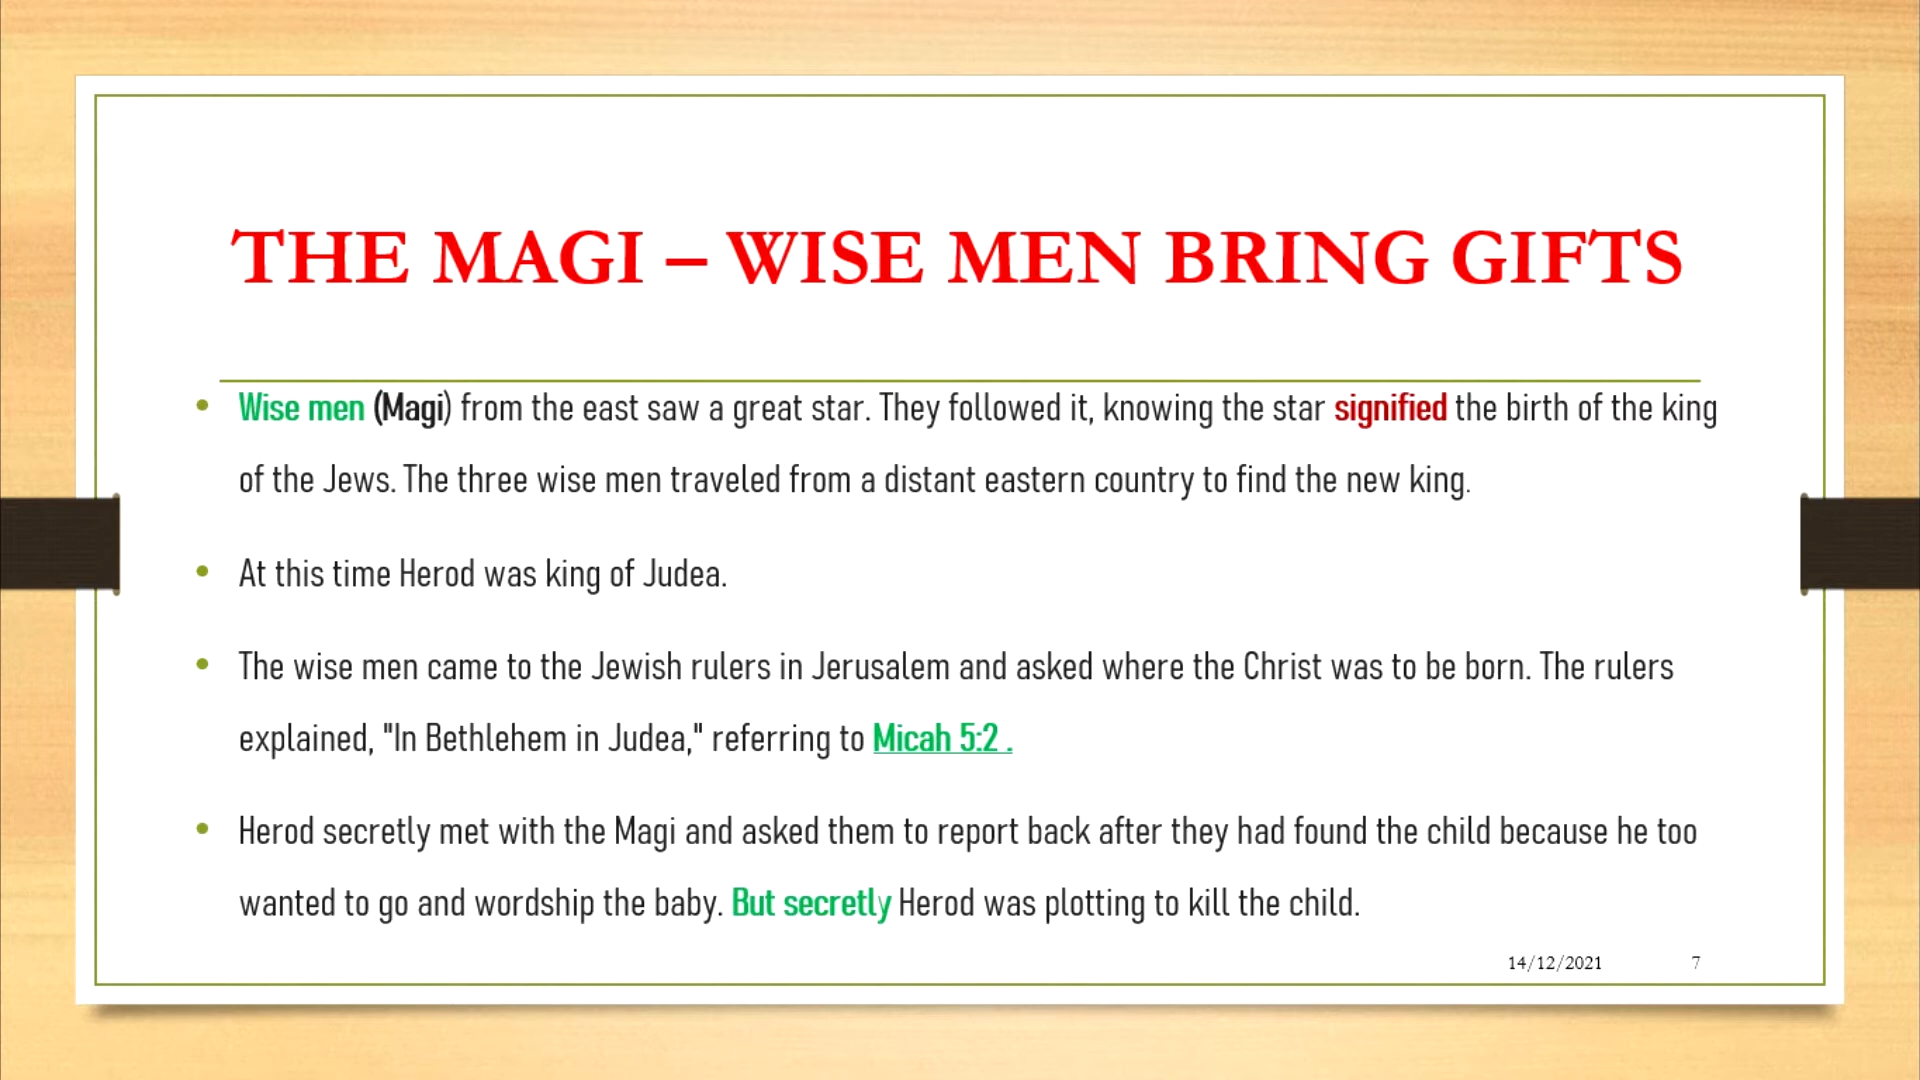 THE MAGI – WISE MEN BRING GIFTS
• Wise men (Magi) from the east saw a great star. They followed it, knowing the star signified the birth of the king
of the Jews. The three wise men traveled from a distant eastern country to find the new king.
• At this time Herod was king of Judea.
• The wise men came to the Jewish rulers in Jerusalem and asked where the Christ was to be born. The rulers
explained, "In Bethlehem in Judea," referring to Micah 5:2 .
• Herod secretly met with the Magi and asked them to report back after they had found the child because he too
wanted to go and wordship the baby. But secretly Herod was plotting to kill the child.
14/12/2021 7